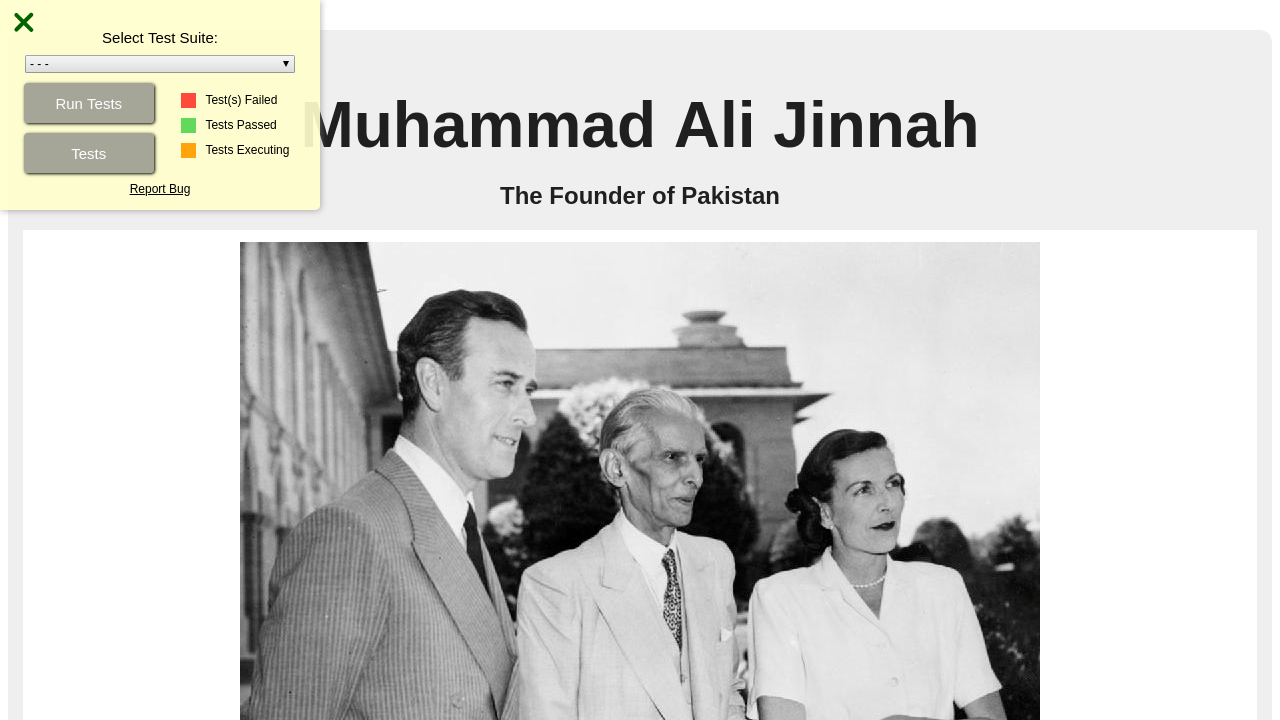 Select Test Suite:
- - -
Run Tests
Tests
Test(s) Failed
Tests Passed
Tests Executing
Report Bug
Muhammad Ali Jinnah
The Founder of Pakistan